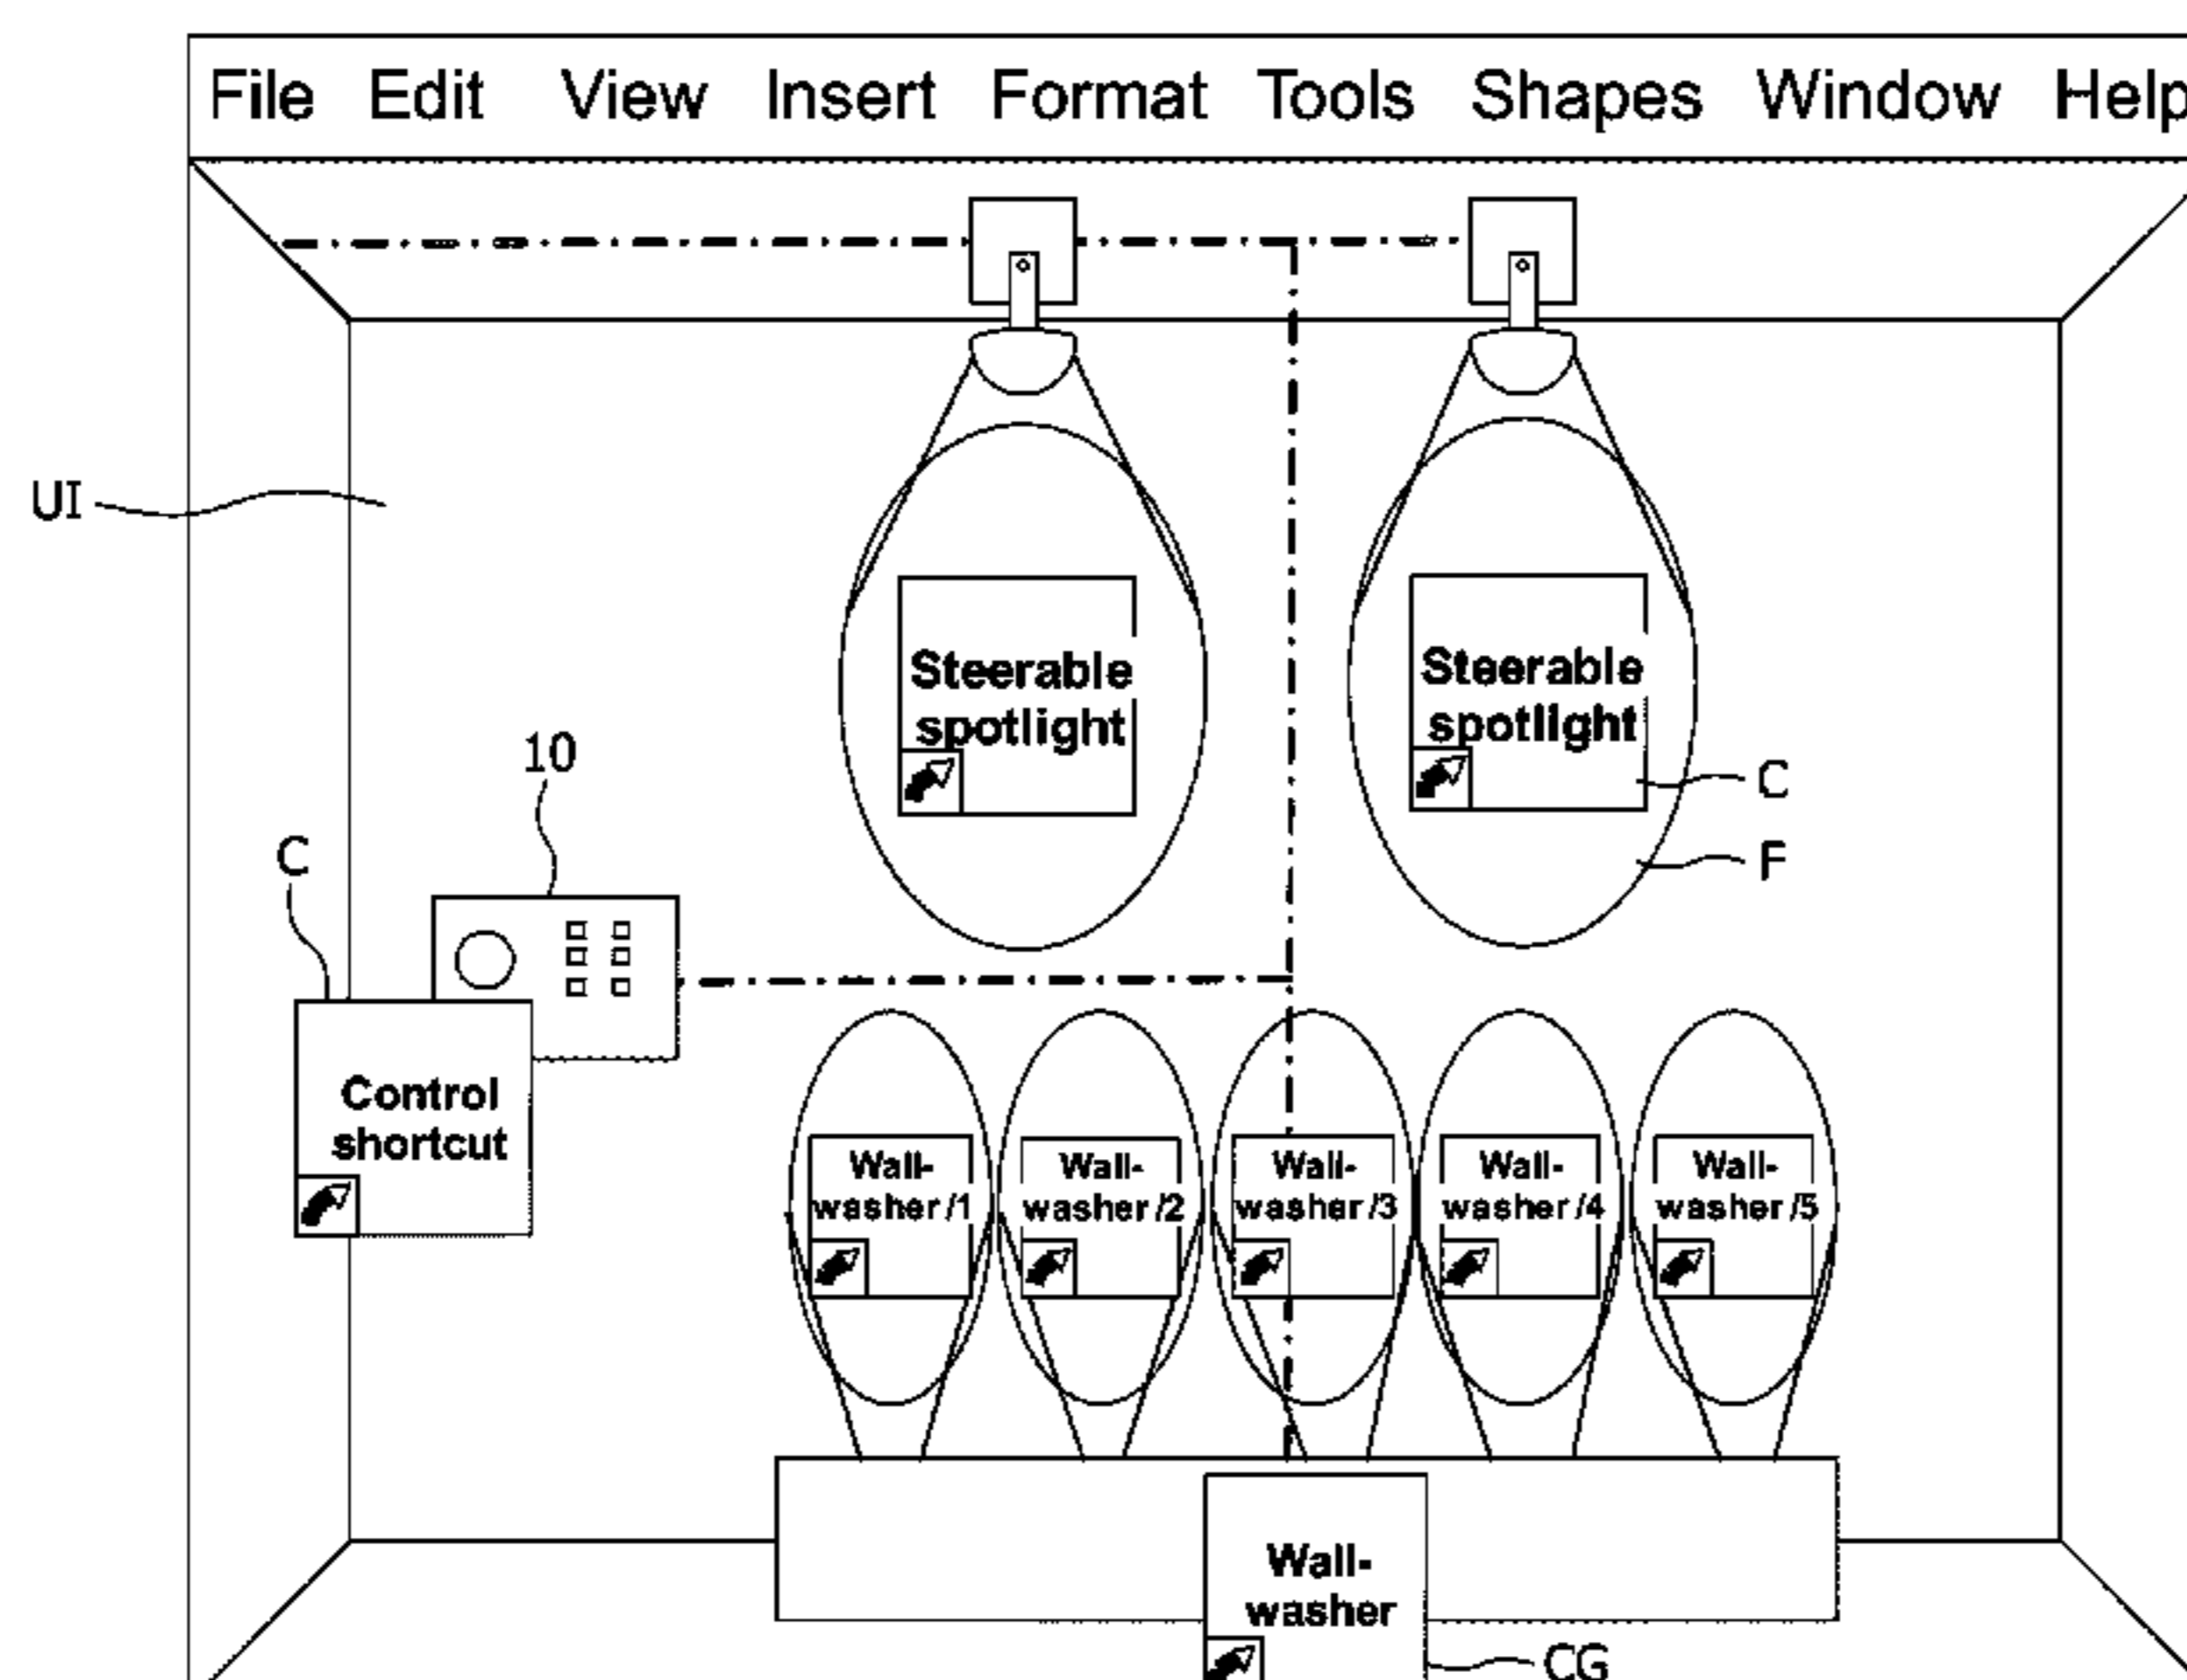 File Edit View Insert Format Tools Shapes Window Help
UI
Steerable
spotlight
Steerable
spotlight
C
F
10
C
Control
shortcut
Wall-
washer /1
Wall-
washer /2
Wall-
washer /3
Wall-
washer /4
Wall-
washer /5
Wall-
washer
CG